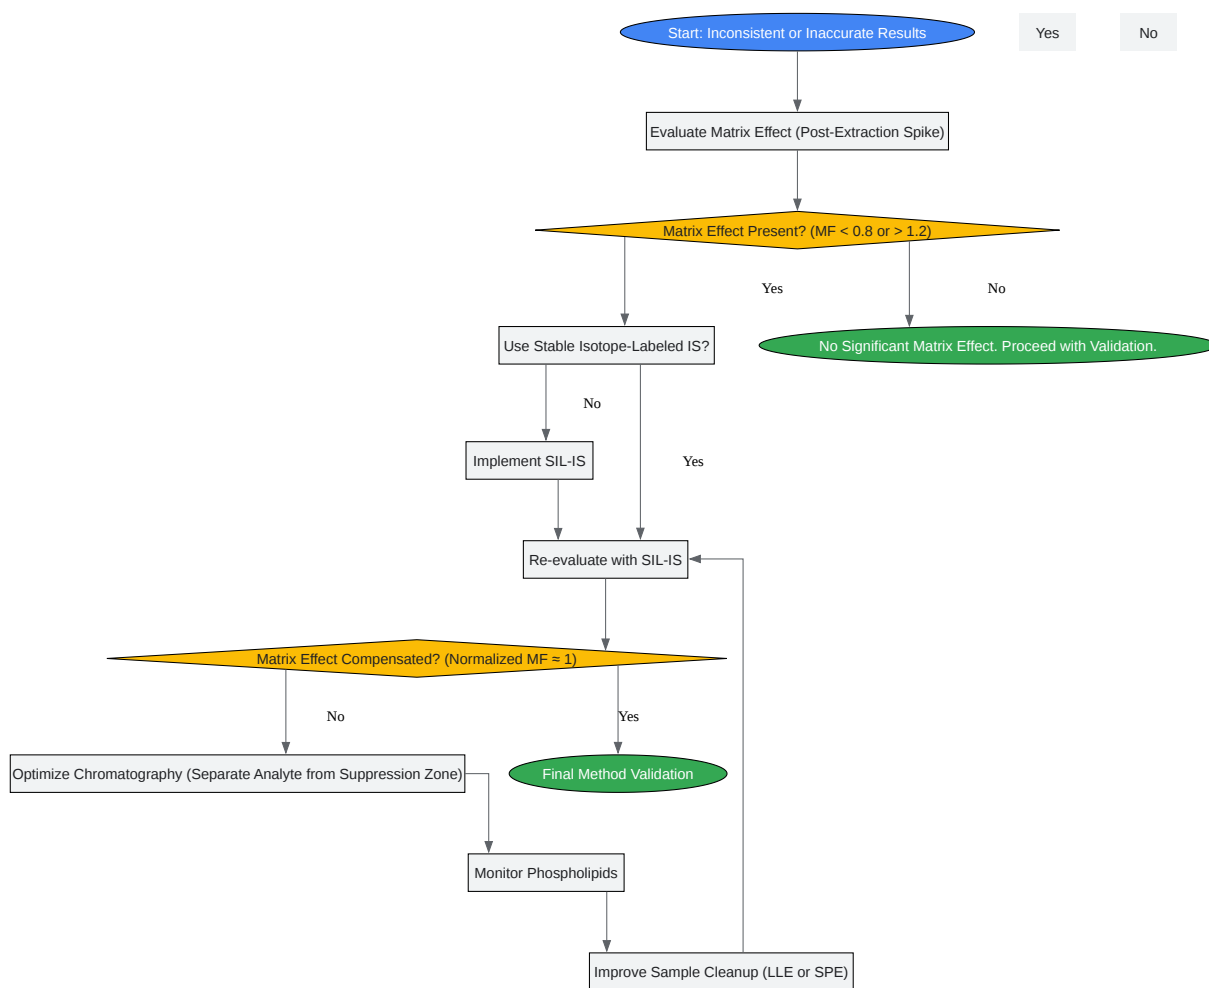 Start: Inconsistent or Inaccurate Results
Yes
No
Evaluate Matrix Effect (Post-Extraction Spike)
Matrix Effect Present? (MF < 0.8 or > 1.2)
Yes
No
Use Stable Isotope-Labeled IS?
No Significant Matrix Effect. Proceed with Validation.
No
Implement SIL-IS
Yes
Re-evaluate with SIL-IS
Matrix Effect Compensated? (Normalized MF ≈ 1)
No
Yes
Optimize Chromatography (Separate Analyte from Suppression Zone)
Final Method Validation
Monitor Phospholipids
Improve Sample Cleanup (LLE or SPE)